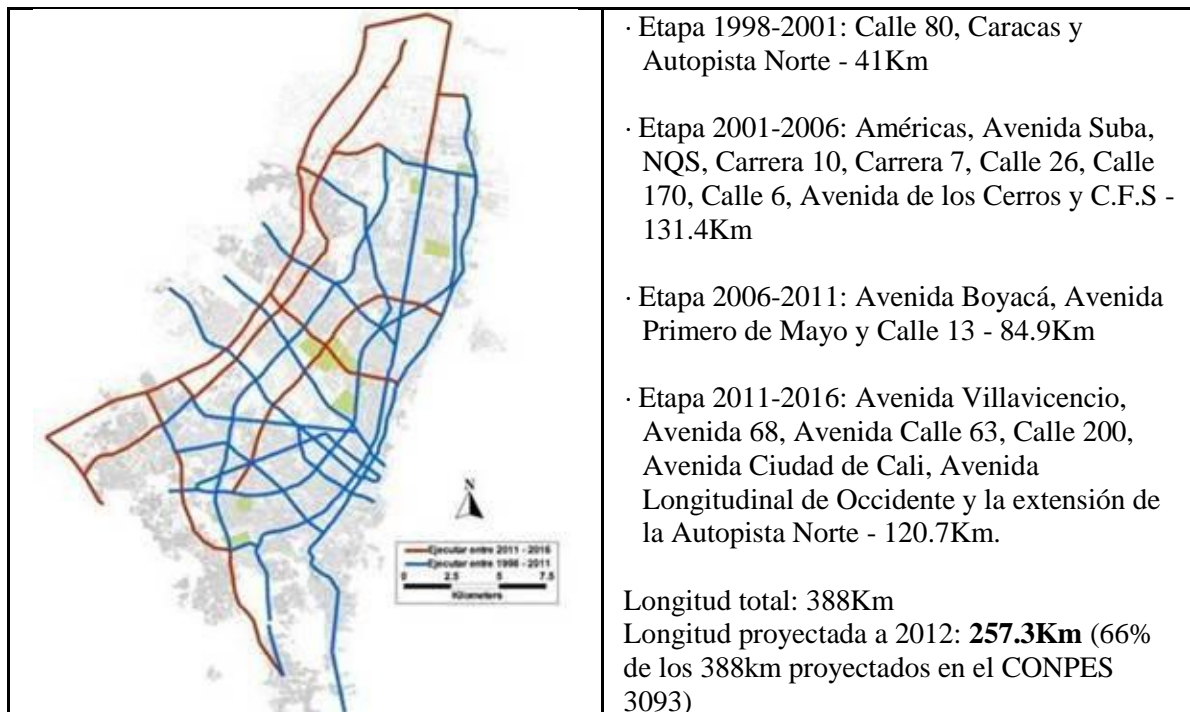 N
Ejecutar entre 2011 - 2016
Ejecutar entre 1998 - 2011
0 2.5 5 7.5
Kilometers
· Etapa 1998-2001: Calle 80, Caracas y
Autopista Norte - 41Km
· Etapa 2001-2006: Américas, Avenida Suba,
NQS, Carrera 10, Carrera 7, Calle 26, Calle
170, Calle 6, Avenida de los Cerros y C.F.S -
131.4Km
· Etapa 2006-2011: Avenida Boyacá, Avenida
Primero de Mayo y Calle 13 - 84.9Km
· Etapa 2011-2016: Avenida Villavicencio,
Avenida 68, Avenida Calle 63, Calle 200,
Avenida Ciudad de Cali, Avenida
Longitudinal de Occidente y la extensión de
la Autopista Norte - 120.7Km.
Longitud total: 388Km
Longitud proyectada a 2012: 257.3Km (66%
de los 388km proyectados en el CONPES
3093)